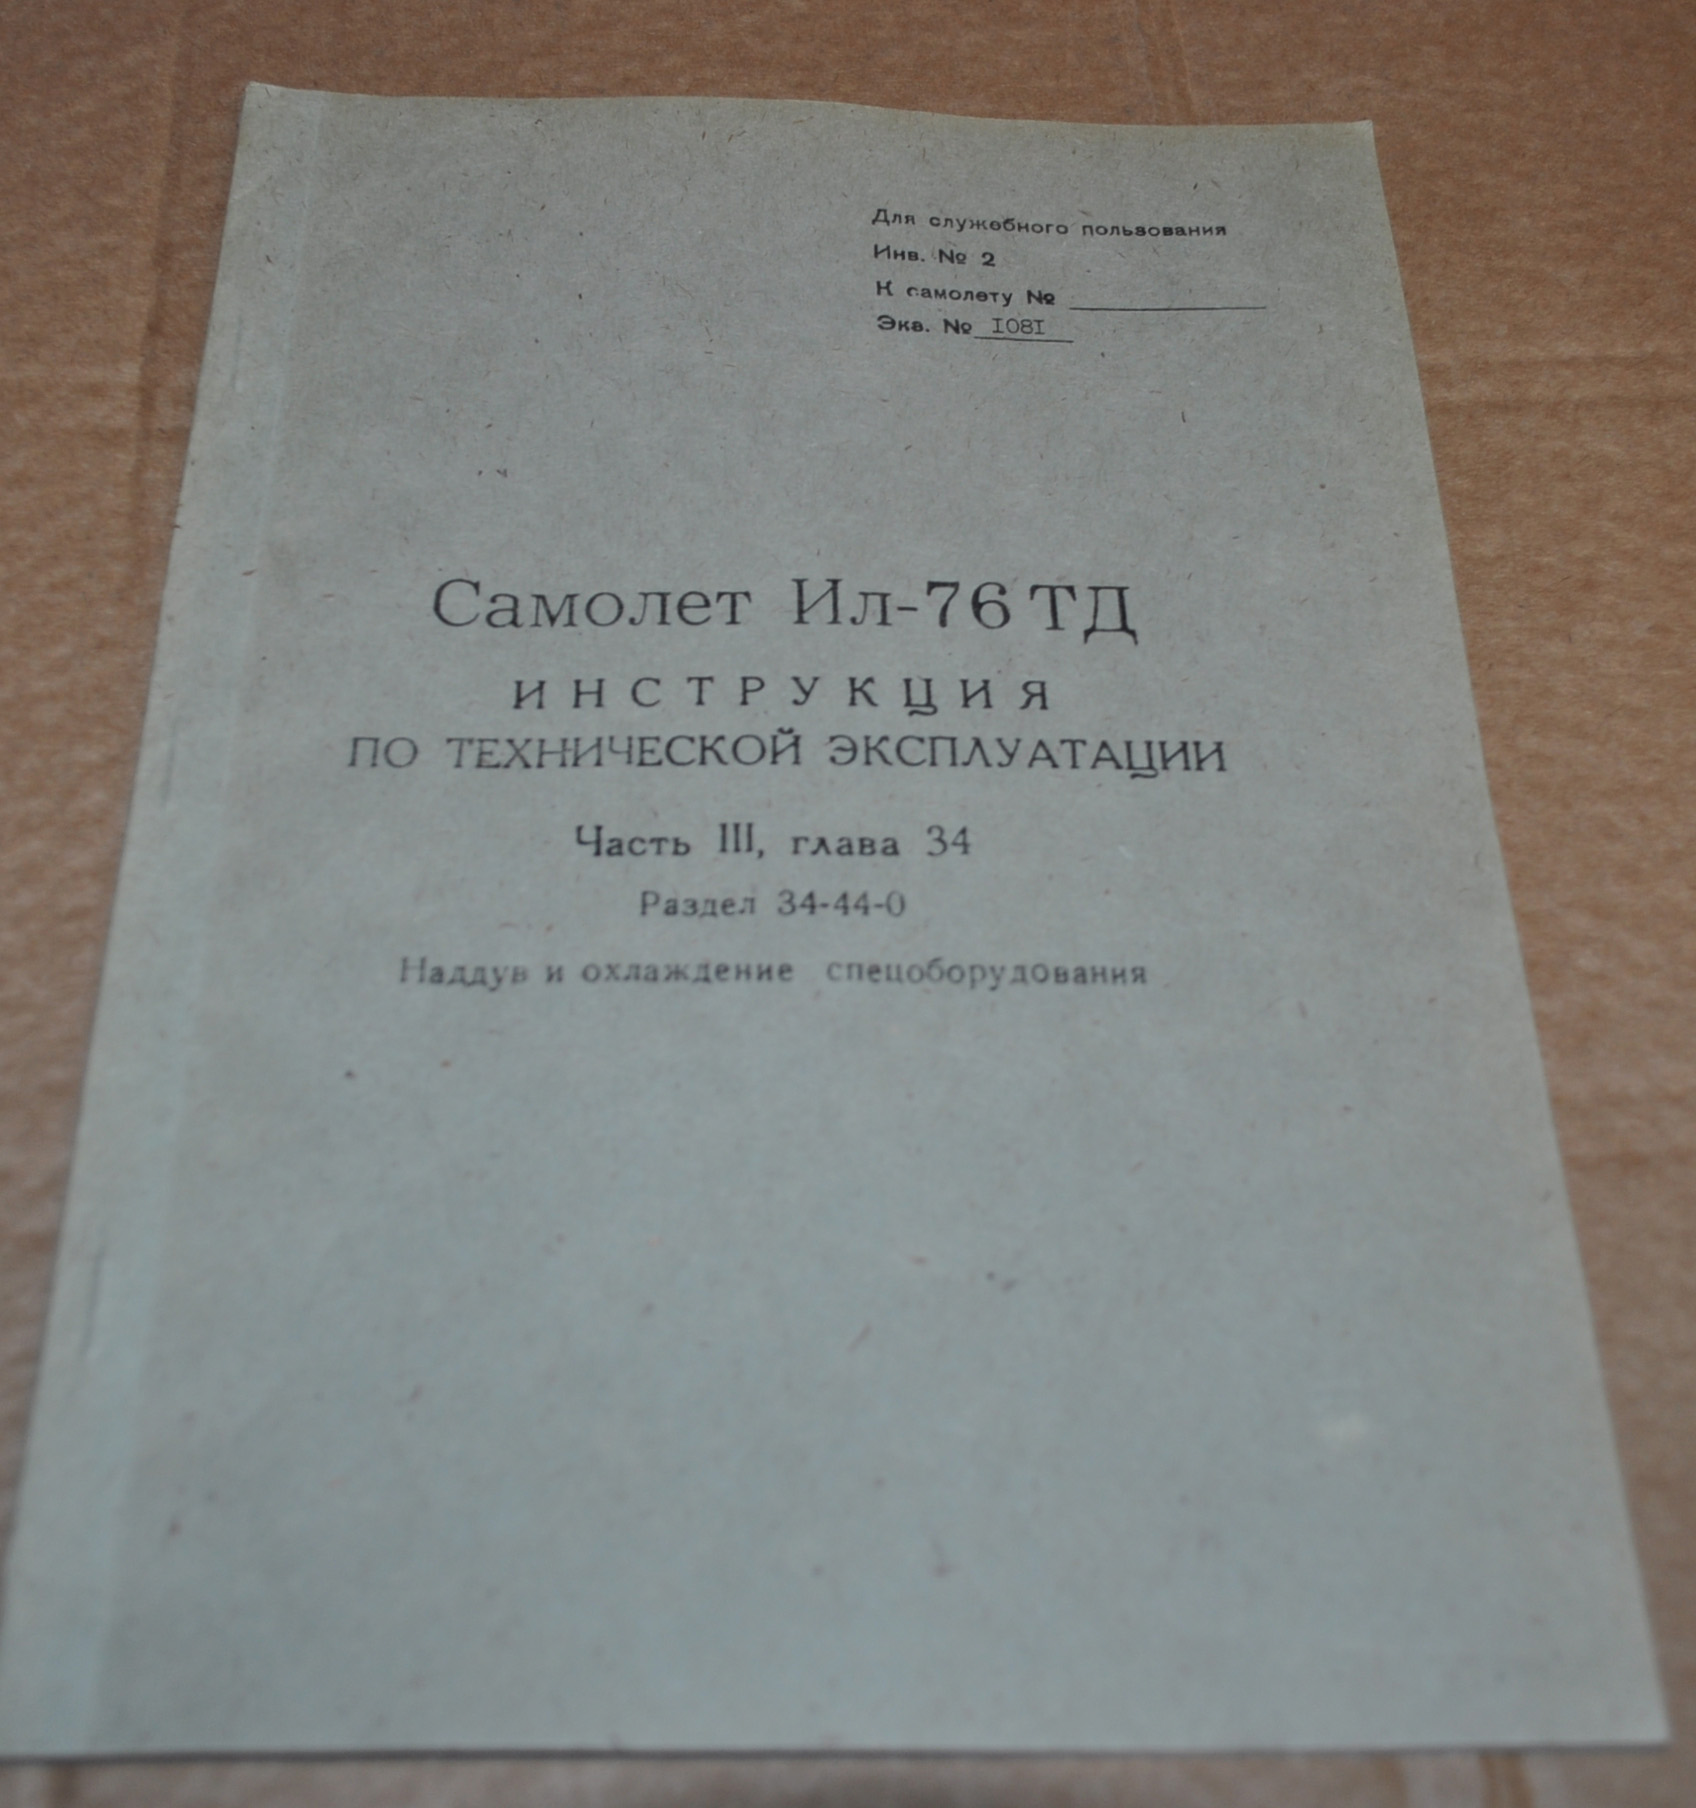 Для служебного пользования
Инв. № 2
К самолету №
Экз. № I08I
Самолет Ил-76ТД
ИНСТРУКЦИЯ
ПО ТЕХНИЧЕСКОЙ ЭКСПЛУАТАЦИИ
Часть III, глава 34
Раздел 34-44-0
Наддув и охлаждение спецоборудования